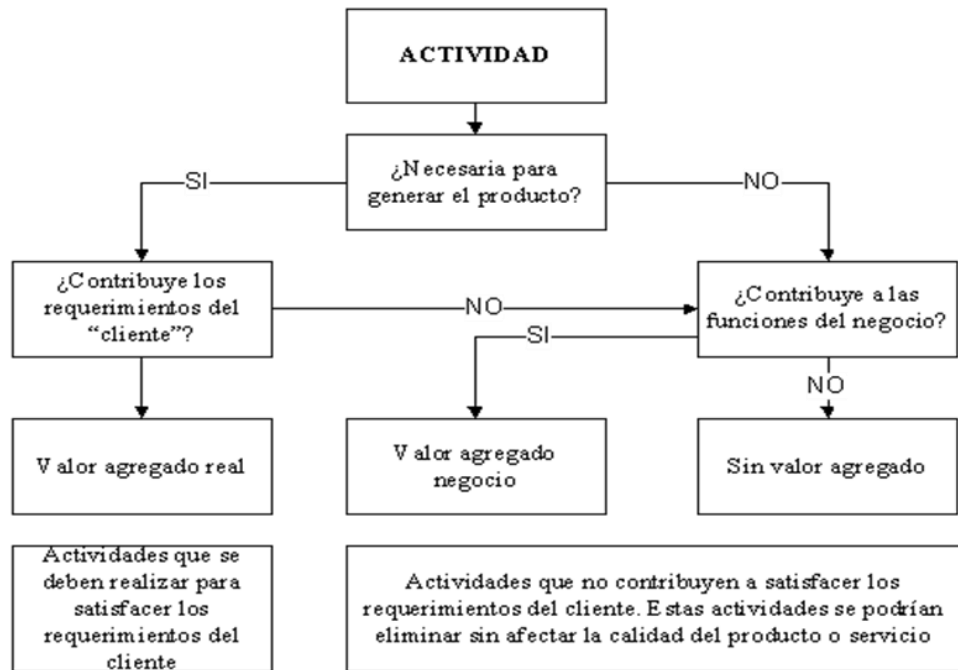 ACTIVIDAD
¿Necesaria para
generar el producto?
SI
NO
¿Contribuye los
requerimientos del
“cliente”?
NO
¿Contribuye a las
funciones del negocio?
SI
NO
Valor agregado real
Valor agregado
negocio
Sin valor agregado
Actividades que se
deben realizar para
satisfacer los
requerimientos del
cliente
Actividades que no contribuyen a satisfacer los
requerimientos del cliente. Estas actividades se podrían
eliminar sin afectar la calidad del producto o servicio